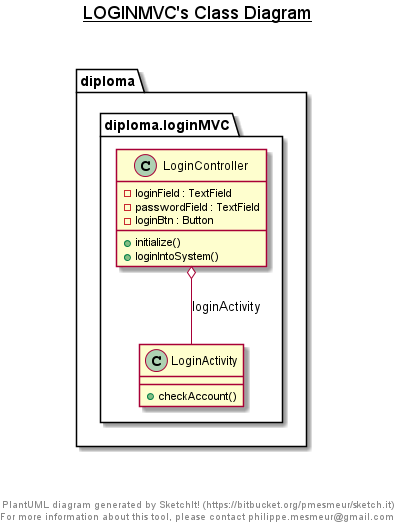 LOGINMVC's Class Diagram
diploma
diploma.loginMVC
C LoginController
loginField : TextField
passwordField : TextField
loginBtn : Button
initialize()
loginIntoSystem()
loginActivity
C LoginActivity
checkAccount()
PlantUML diagram generated by SketchIt! (https://bitbucket.org/pmesmeur/sketch.it)
For more information about this tool, please contact philippe.mesmeur@gmail.com